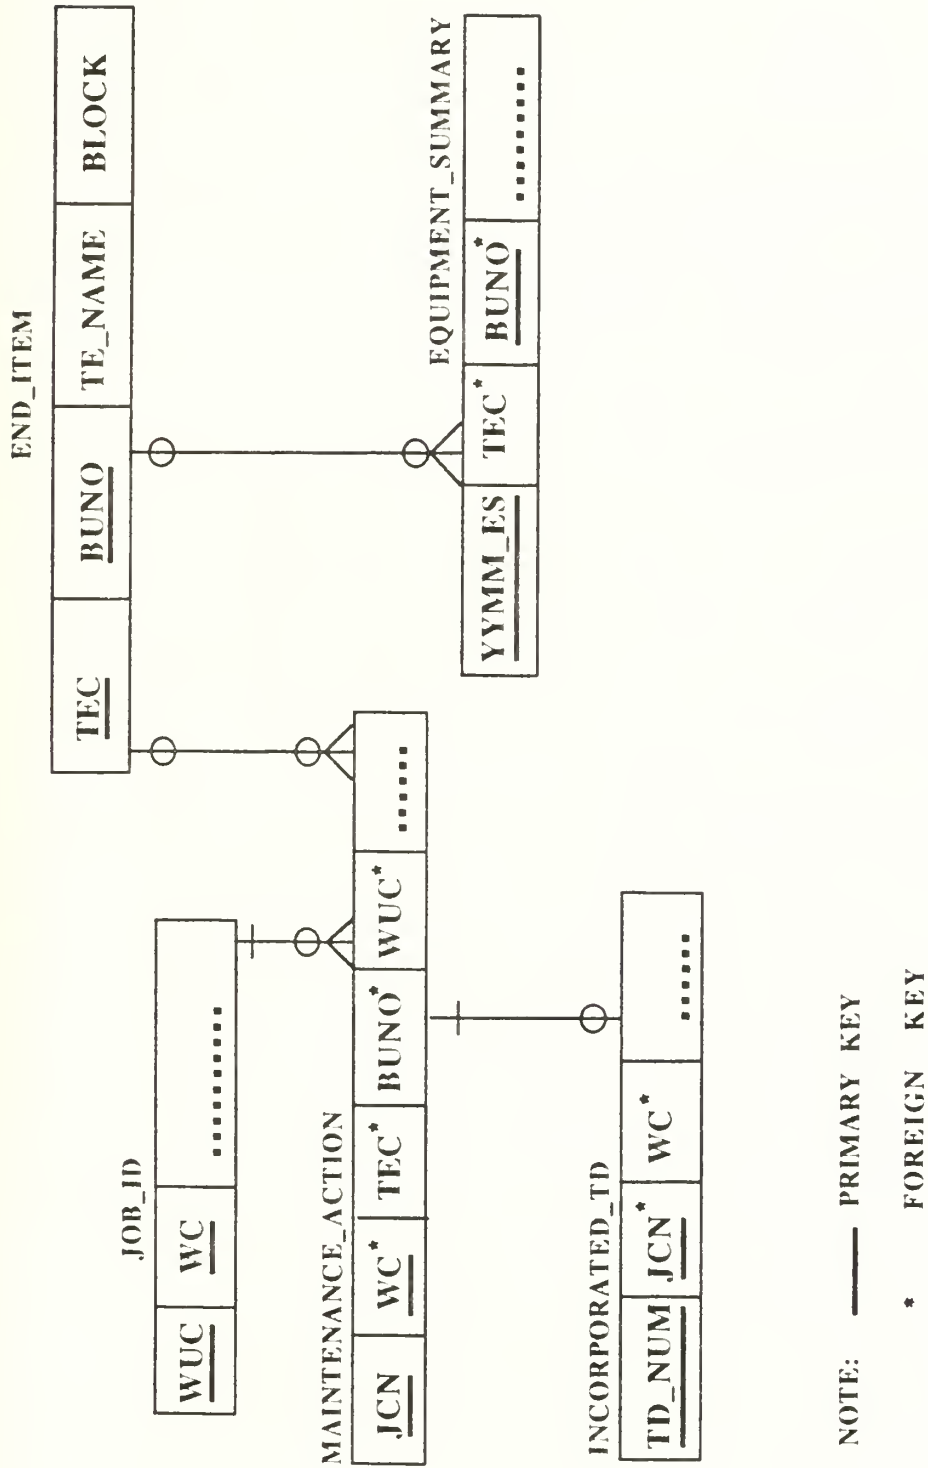 END_ITEM
TEC BUNO TE_NAME BLOCK
JOB_ID
WUC WC ..........
EQUIPMENT_SUMMARY
YYMM_ES TEC* BUNO* ..........
MAINTENANCE_ACTION
JCN WC* TEC* BUNO* WUC* ......
INCORPORATED_TD
TD_NUM JCN* WC* ......
NOTE: —— PRIMARY KEY
* FOREIGN KEY